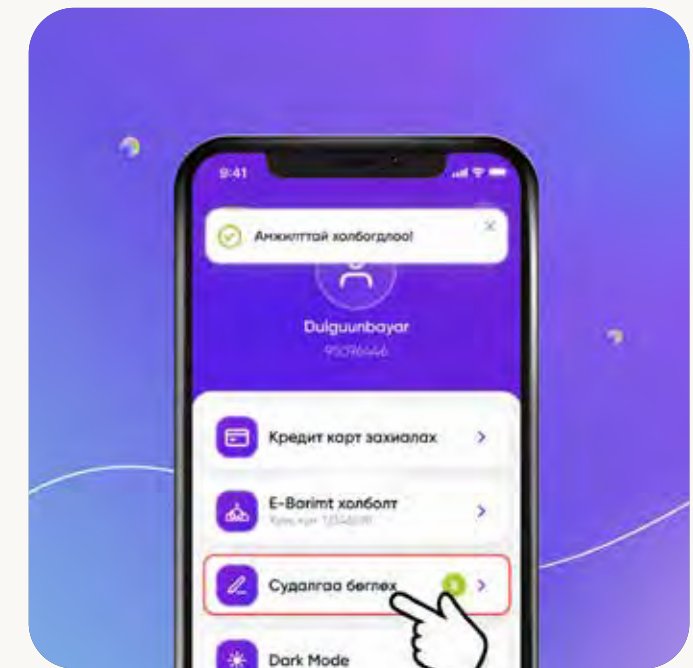 9:41
Амжилттай холбогдлоо!
Dulguunbayar
Кредит карт захиалах
E-Barimt холболт
Судалгаа бөглөх
Dark Mode